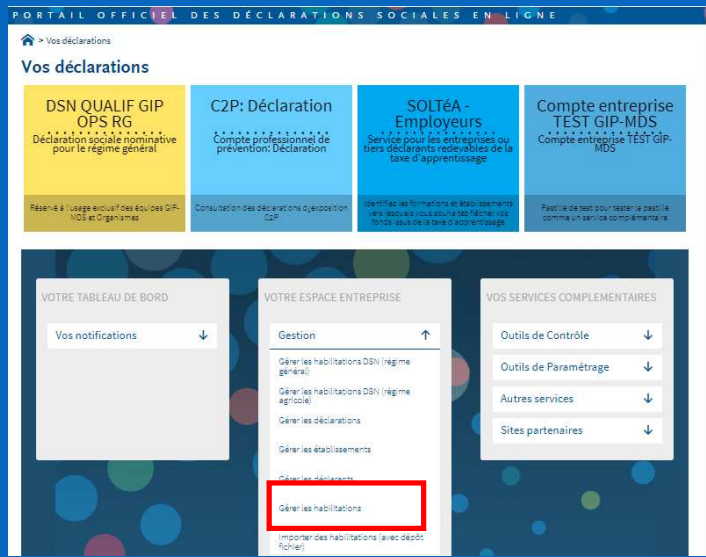 PORTAIL OFFICIEL DES DÉCLARATIONS SOCIALES EN LIGNE
> Vos déclarations
Vos déclarations
DSN QUALIF GIP
OPS RG
Déclaration sociale nominative
pour le régime général
Réservé à l'usage exclusif des équipes GIP-
MDS et Organismes
C2P: Déclaration
Compte professionnel de
prévention: Déclaration
Consultation des déclarations d'exposition
C2P
SOLTéA -
Employeurs
Service pour les entreprises ou
tiers déclarants redevables de la
taxe d'apprentissage
Identifiez les formations et établissements
vers lesquels vous souhaitez flécher vos
fonds issus de la taxe d'apprentissage
Compte entreprise
TEST GIP-MDS
Compte entreprise TEST GIP-
MDS
Pastille de test pour tester la pastille
comme un service complémentaire
VOTRE TABLEAU DE BORD
Vos notifications
VOTRE ESPACE ENTREPRISE
Gestion
Gérer les habilitations DSN (régime
général)
Gérer les habilitations DSN (régime
agricole)
Gérer les déclarations
Gérer les établissements
Gérer les déclarants
Gérer les habilitations
Importer des habilitations (avec dépôt
fichier)
VOS SERVICES COMPLEMENTAIRES
Outils de Contrôle
Outils de Paramétrage
Autres services
Sites partenaires